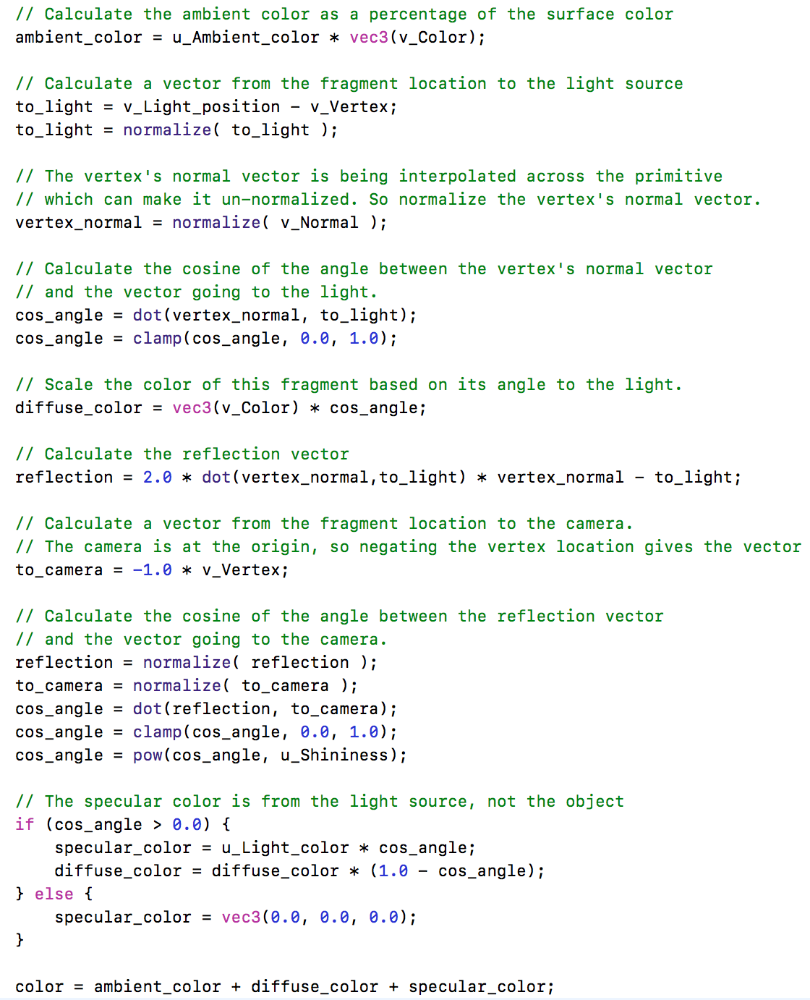 // Calculate the ambient color as a percentage of the surface color
ambient_color = u_Ambient_color * vec3(v_Color);

// Calculate a vector from the fragment location to the light source
to_light = v_Light_position - v_Vertex;
to_light = normalize( to_light );

// The vertex's normal vector is being interpolated across the primitive
// which can make it un-normalized. So normalize the vertex's normal vector.
vertex_normal = normalize( v_Normal );

// Calculate the cosine of the angle between the vertex's normal vector
// and the vector going to the light.
cos_angle = dot(vertex_normal, to_light);
cos_angle = clamp(cos_angle, 0.0, 1.0);

// Scale the color of this fragment based on its angle to the light.
diffuse_color = vec3(v_Color) * cos_angle;

// Calculate the reflection vector
reflection = 2.0 * dot(vertex_normal,to_light) * vertex_normal - to_light;

// Calculate a vector from the fragment location to the camera.
// The camera is at the origin, so negating the vertex location gives the vector
to_camera = -1.0 * v_Vertex;

// Calculate the cosine of the angle between the reflection vector
// and the vector going to the camera.
reflection = normalize( reflection );
to_camera = normalize( to_camera );
cos_angle = dot(reflection, to_camera);
cos_angle = clamp(cos_angle, 0.0, 1.0);
cos_angle = pow(cos_angle, u_Shininess);

// The specular color is from the light source, not the object
if (cos_angle > 0.0) {
    specular_color = u_Light_color * cos_angle;
    diffuse_color = diffuse_color * (1.0 - cos_angle);
} else {
    specular_color = vec3(0.0, 0.0, 0.0);
}

color = ambient_color + diffuse_color + specular_color;